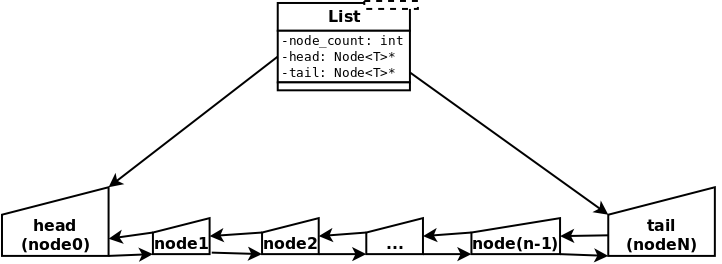 List
-node_count: int
-head: Node<T>*
-tail: Node<T>*
head
(node0)
node1
node2
...
node(n-1)
tail
(nodeN)